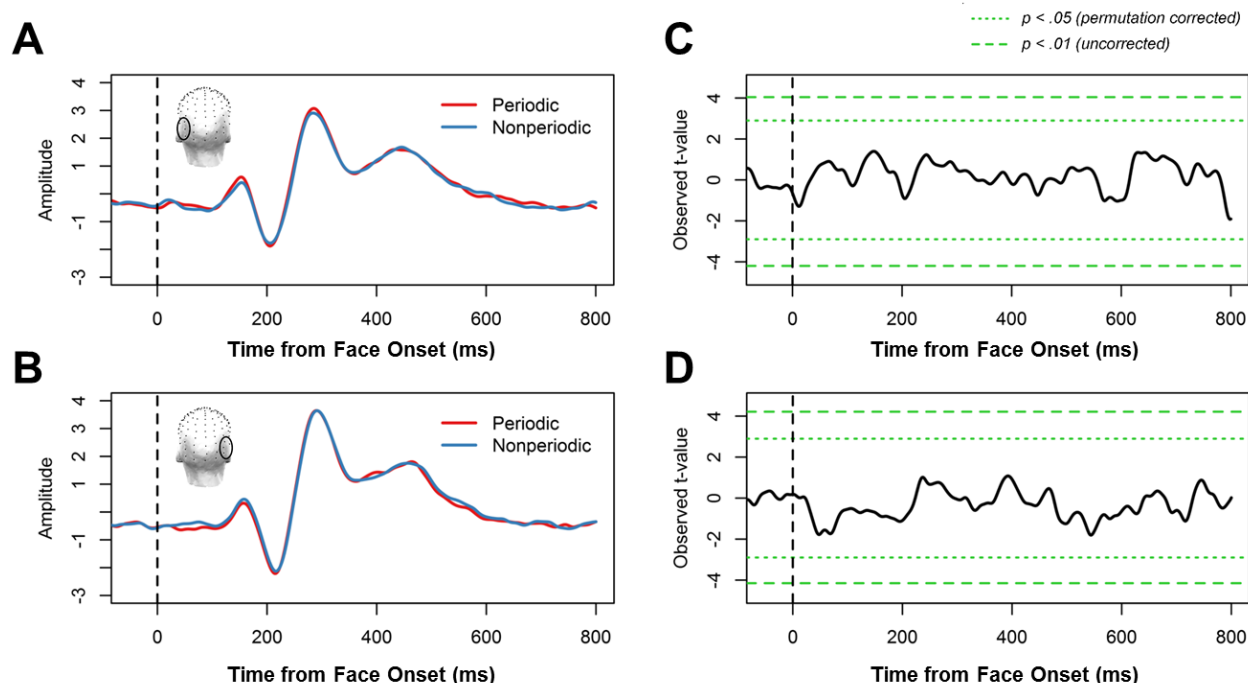 p < .05 (permutation corrected)
p < .01 (uncorrected)
A
4
3
2
1
-1
-3
Amplitude
Periodic
Nonperiodic
0 200 400 600 800
Time from Face Onset (ms)
C
4
2
0
-2
-4
Observed t-value
0 200 400 600 800
Time from Face Onset (ms)
B
4
3
2
1
-1
-3
Amplitude
Periodic
Nonperiodic
0 200 400 600 800
Time from Face Onset (ms)
D
4
2
0
-2
-4
Observed t-value
0 200 400 600 800
Time from Face Onset (ms)